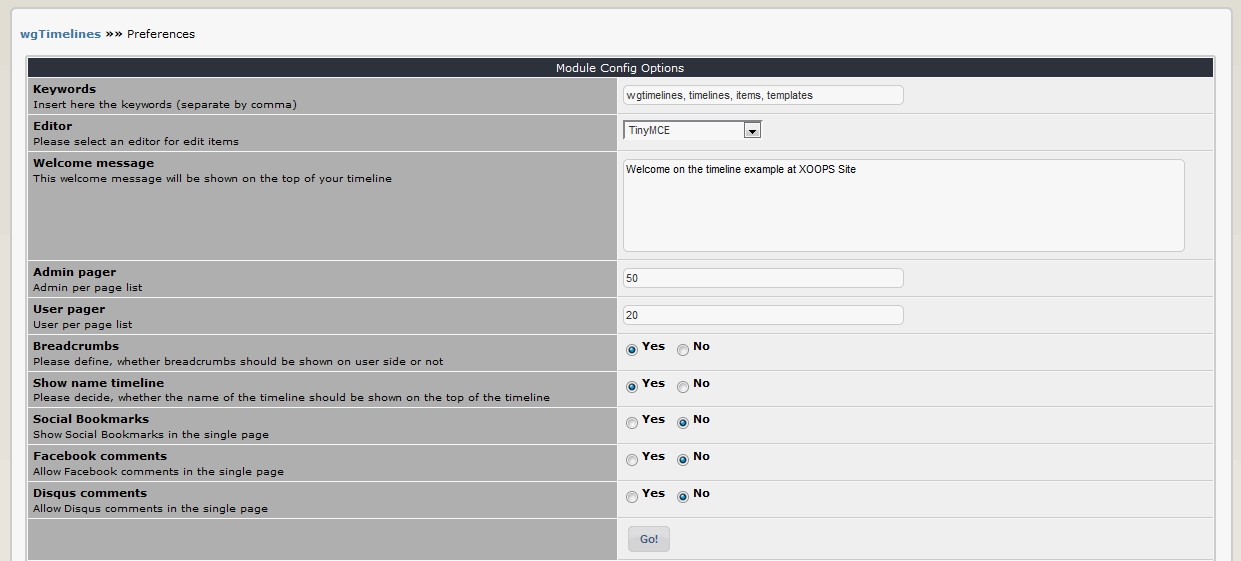 wgTimelines »» Preferences
Module Config Options
Keywords
Insert here the keywords (separate by comma)
wgtimelines, timelines, items, templates
Editor
Please select an editor for edit items
TinyMCE
Welcome message
This welcome message will be shown on the top of your timeline
Welcome on the timeline example at XOOPS Site
Admin pager
Admin per page list
50
User pager
User per page list
20
Breadcrumbs
Please define, whether breadcrumbs should be shown on user side or not
Yes No
Show name timeline
Please decide, whether the name of the timeline should be shown on the top of the timeline
Yes No
Social Bookmarks
Show Social Bookmarks in the single page
Yes No
Facebook comments
Allow Facebook comments in the single page
Yes No
Disqus comments
Allow Disqus comments in the single page
Yes No
Go!